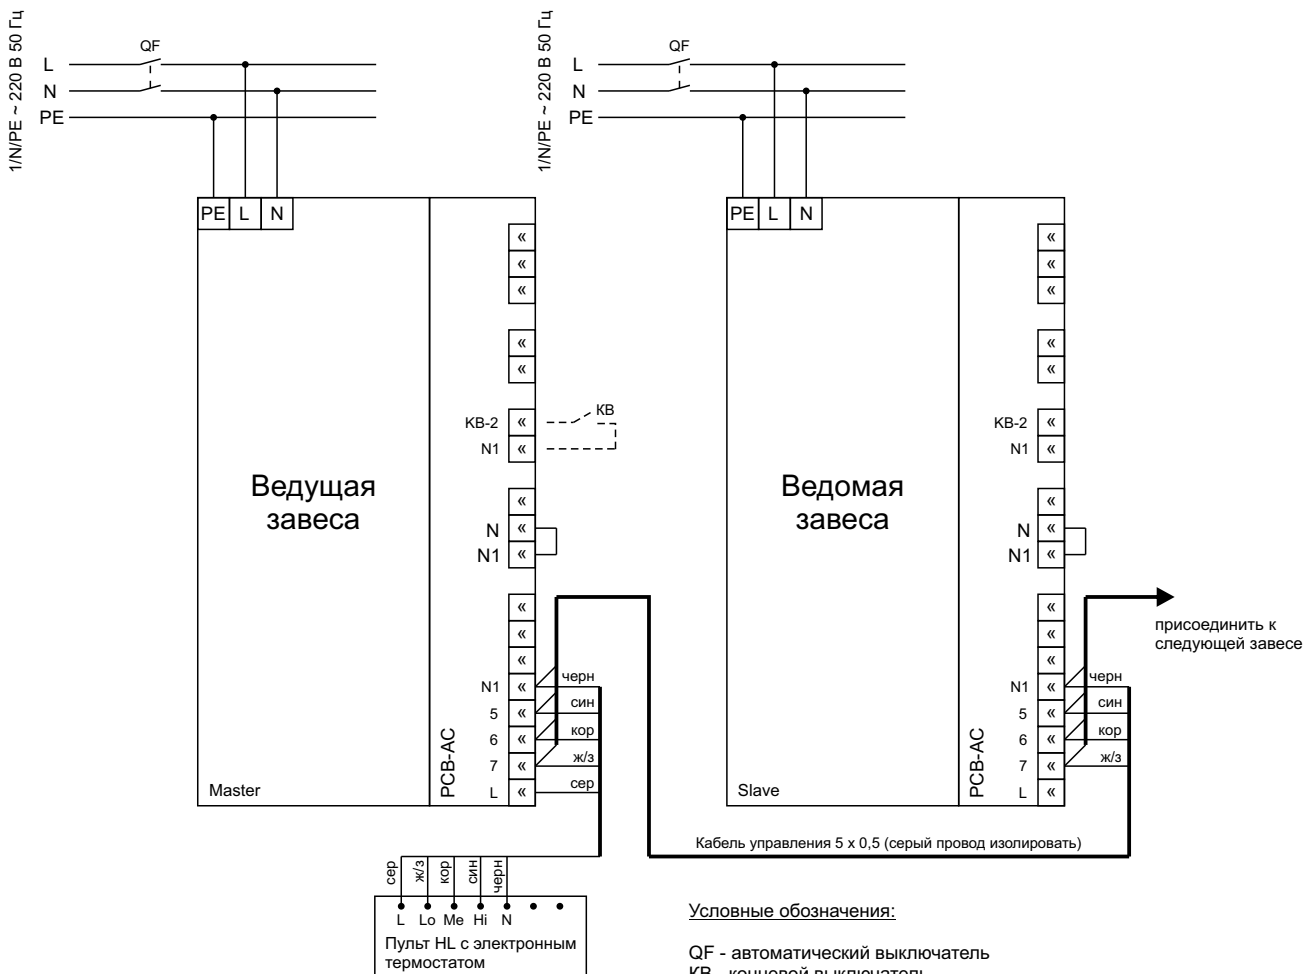 1/N/PE ~ 220 В 50 Гц
QF
L
N
PE
PE L N
«
«
«
«
«
КВ-2 «
КВ
N1 «
Ведущая
завеса
«
N «
N1 «
«
«
«
N1 « черн
5 « син
6 « кор
7 « ж/з
L « сер
PCB-AC
Master
1/N/PE ~ 220 В 50 Гц
QF
L
N
PE
PE L N
«
«
«
«
«
КВ-2 «
N1 «
Ведомая
завеса
«
N «
N1 «
«
«
«
N1 « черн
5 « син
6 « кор
7 « ж/з
L «
PCB-AC
Slave
присоединить к
следующей завесе
Кабель управления 5 х 0,5 (серый провод изолировать)
сер ж/з кор син черн
L Lo Me Hi N
Пульт HL с электронным
термостатом
Условные обозначения:
QF - автоматический выключатель
КВ - концевой выключатель